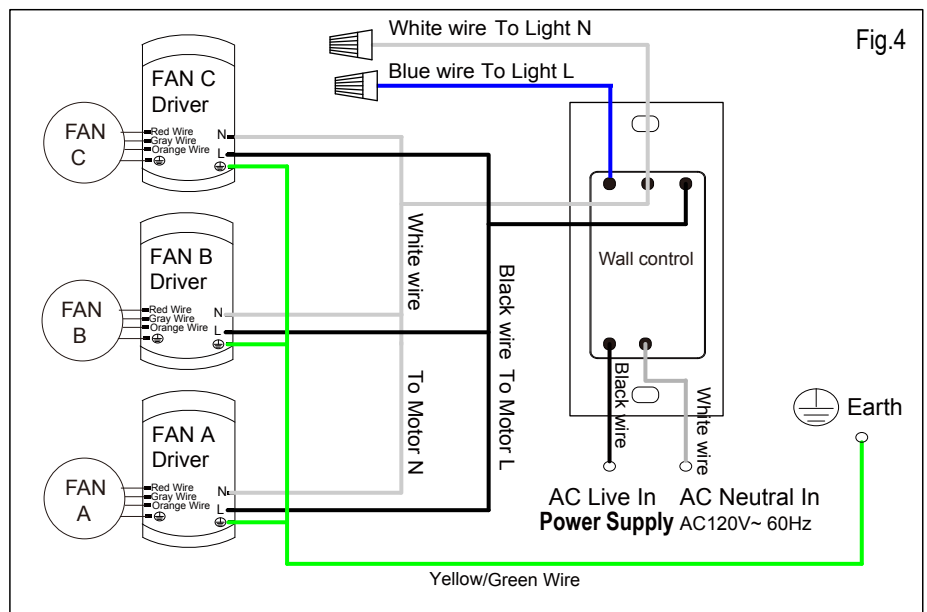 Fig.4
White wire To Light N
Blue wire To Light L
FAN C
Driver
FAN
C
Red Wire
Gray Wire
Orange Wire
N
L
FAN B
Driver
FAN
B
Red Wire
Gray Wire
Orange Wire
N
L
FAN A
Driver
FAN
A
Red Wire
Gray Wire
Orange Wire
N
L
White wire To Motor N
Black wire To Motor L
Wall control
Black wire
White wire
AC Live In
AC Neutral In
Power Supply AC120V~ 60Hz
Earth
Yellow/Green Wire